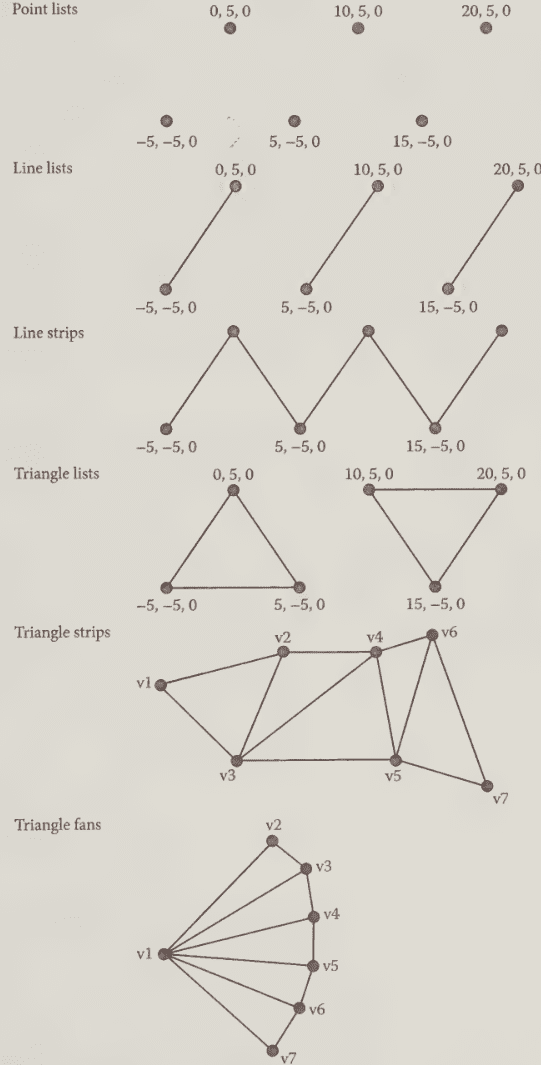 Point lists
0, 5, 0 10, 5, 0 20, 5, 0
−5, −5, 0 5, −5, 0 15, −5, 0
Line lists
0, 5, 0 10, 5, 0 20, 5, 0
−5, −5, 0 5, −5, 0 15, −5, 0
Line strips
−5, −5, 0 5, −5, 0 15, −5, 0
Triangle lists
0, 5, 0 10, 5, 0 20, 5, 0
−5, −5, 0 5, −5, 0 15, −5, 0
Triangle strips
v2 v4 v6
v1
v3 v5
v7
Triangle fans
v2
v3
v4
v1
v5
v6
v7